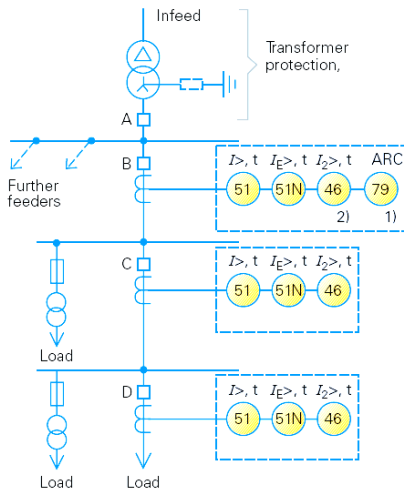 Infeed
Transformer
protection,
A
B
I>, t IE>, t I2>, t ARC
51 51N 46 79
2) 1)
Further
feeders
C
I>, t IE>, t I2>, t
51 51N 46
Load
D
I>, t IE>, t I2>, t
51 51N 46
Load Load